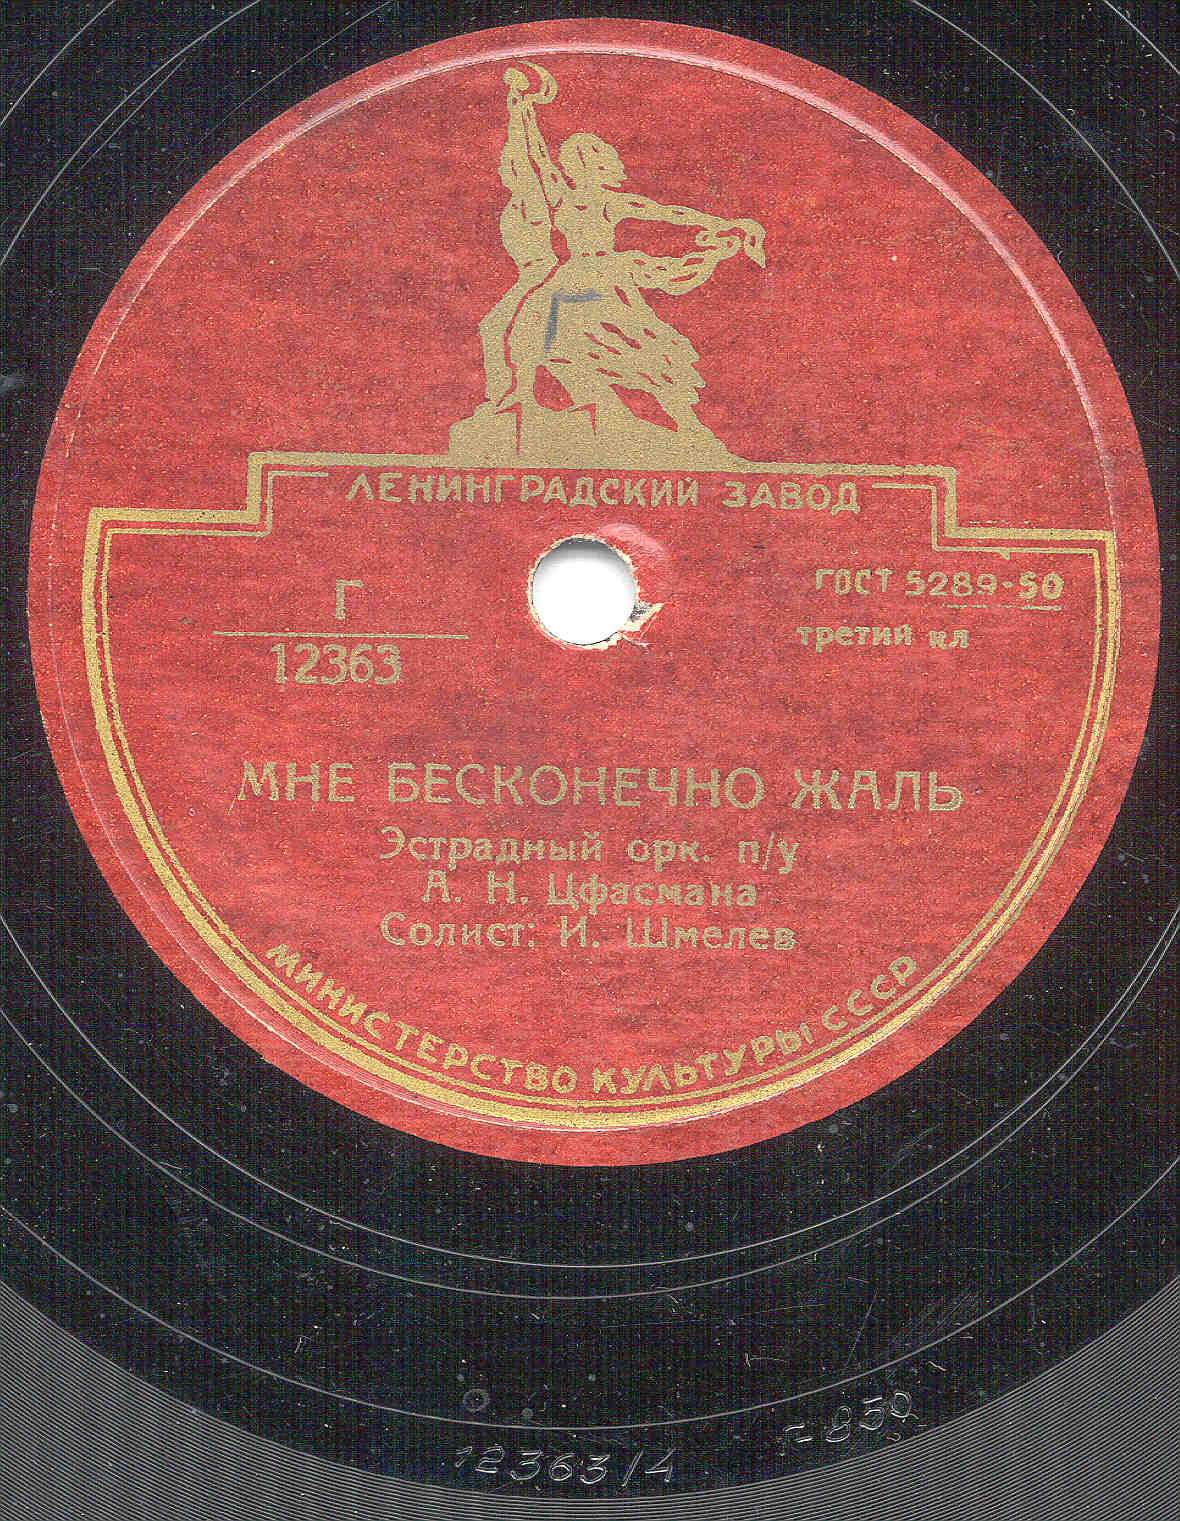 ЛЕНИНГРАДСКИЙ ЗАВОД
Г
12363
ГОСТ 5289-50
третий кл
МНЕ БЕСКОНЕЧНО ЖАЛЬ
Эстрадный орк. п/у
А. Н. Цфасмана
Солист: И. Шмелев
МИНИСТЕРСТВО КУЛЬТУРЫ СССР
Г
12363/4